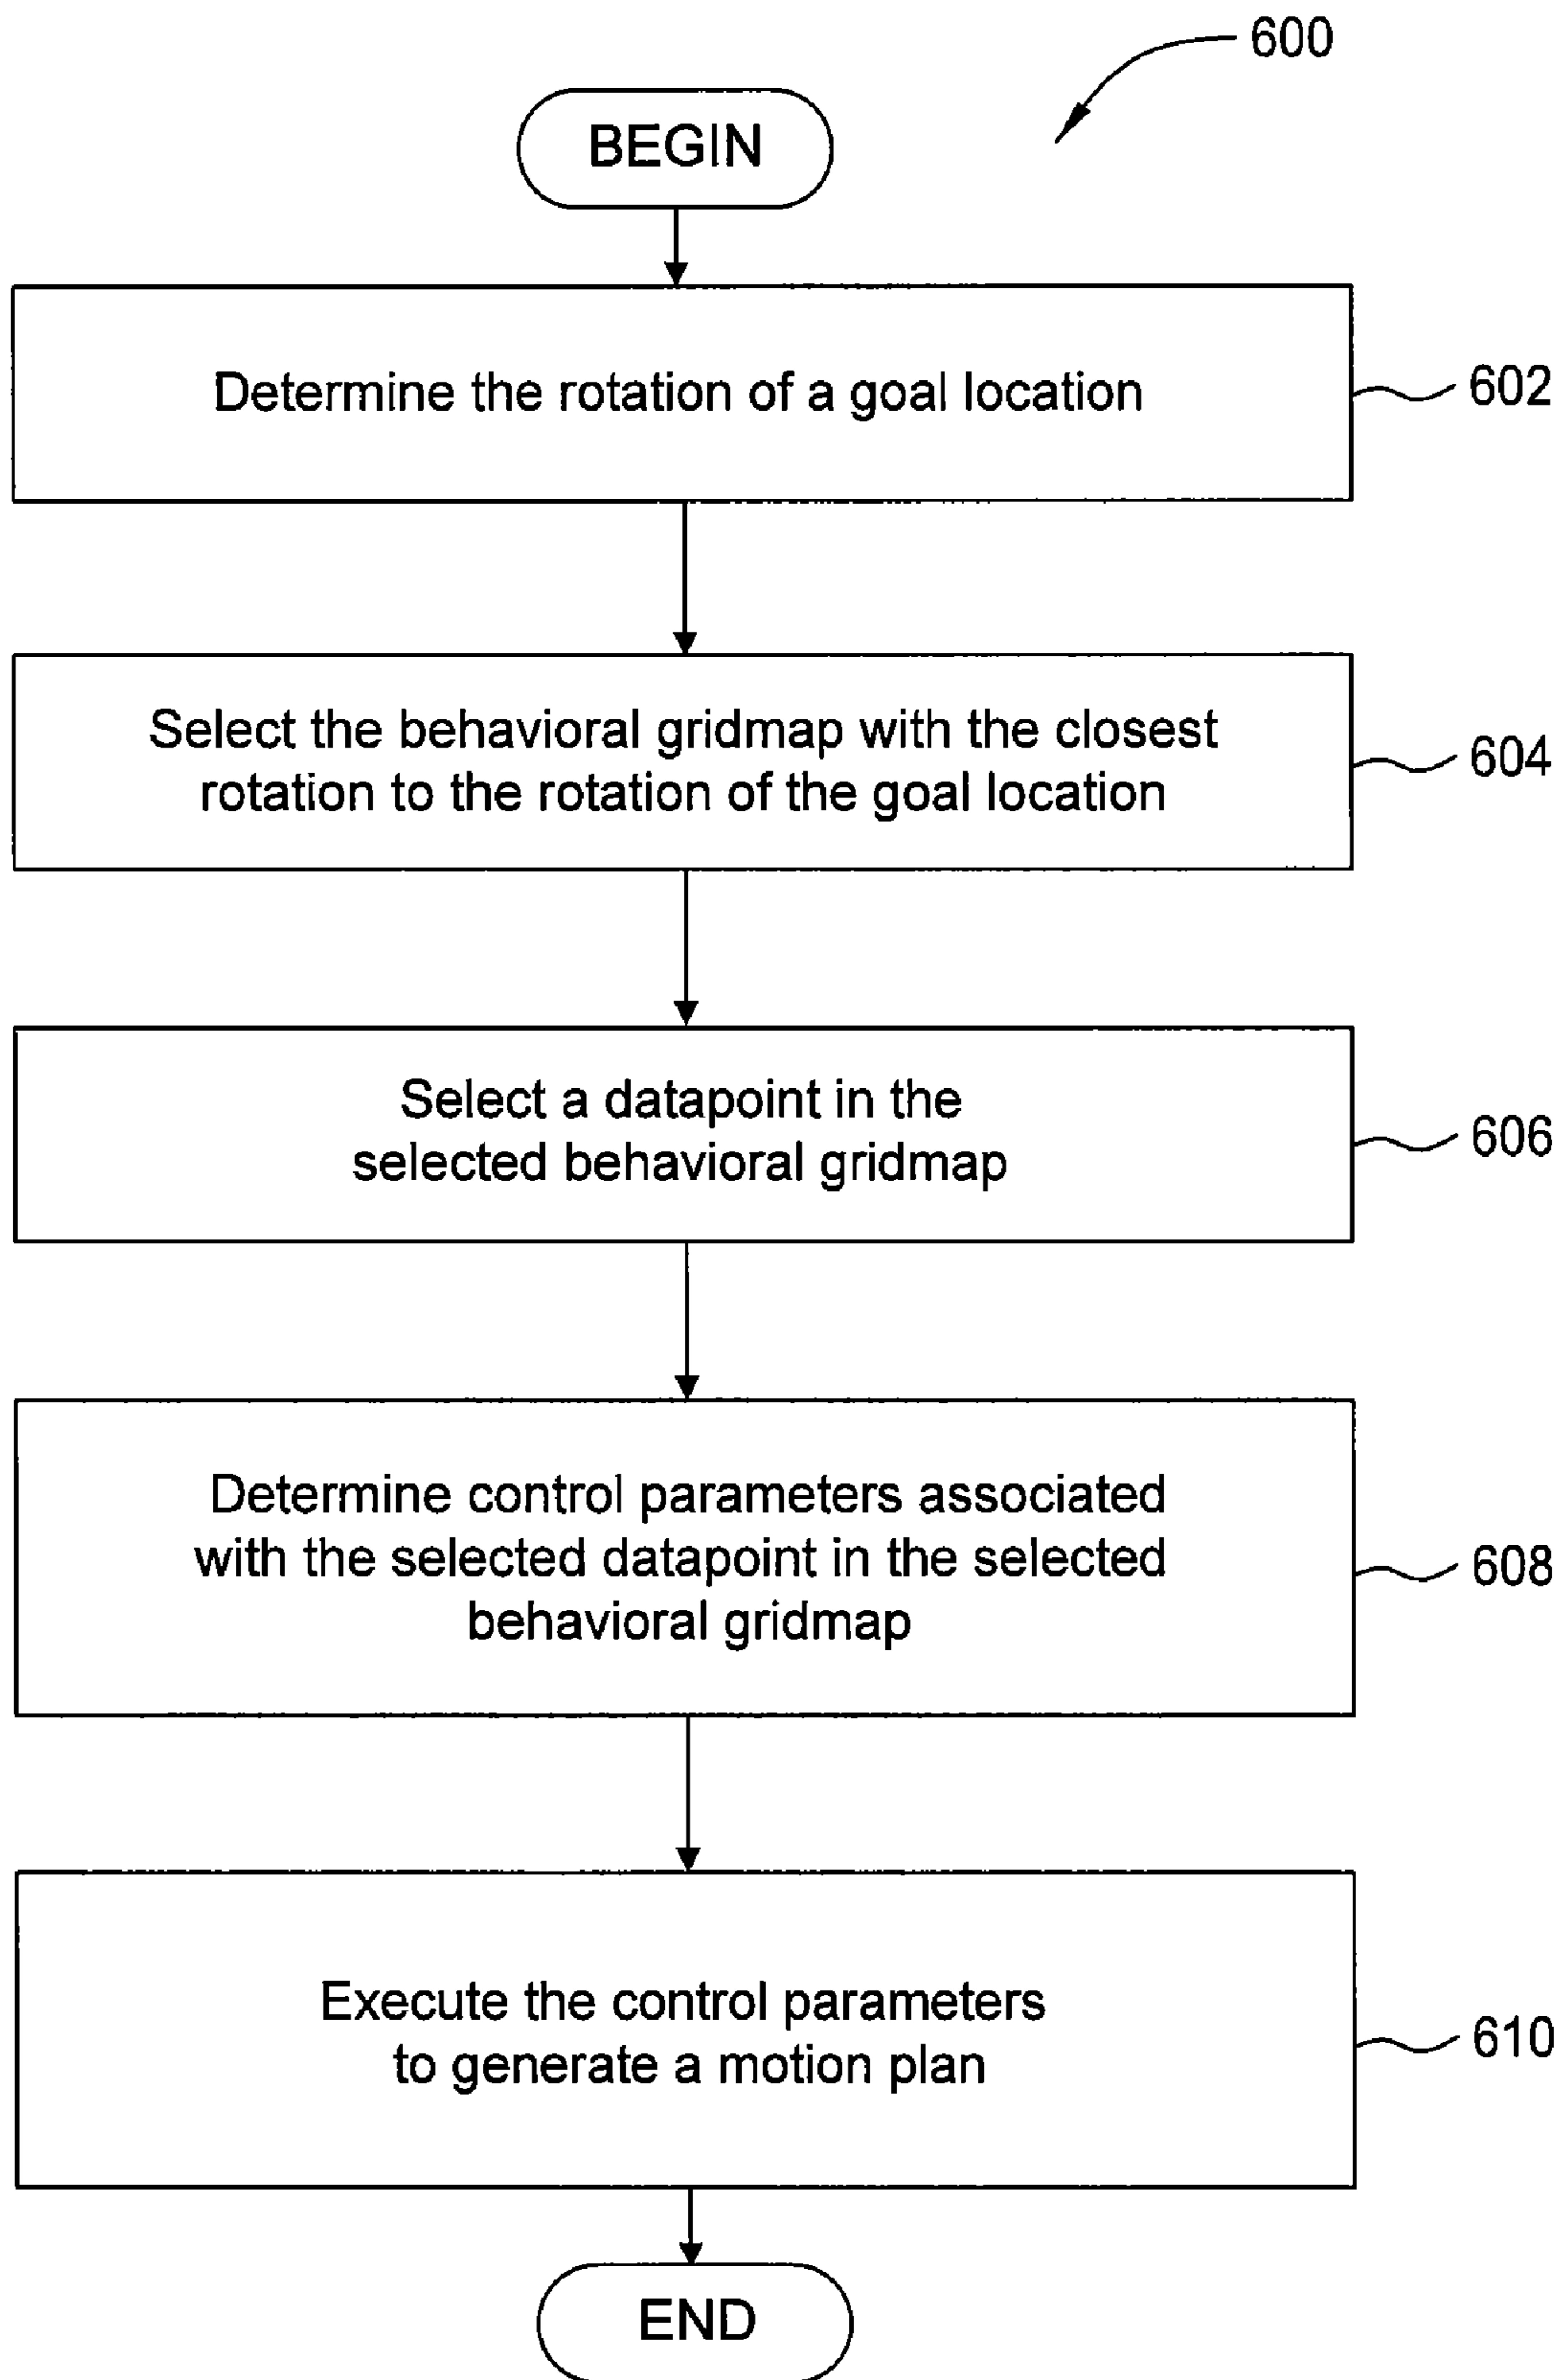 600
BEGIN
Determine the rotation of a goal location
602
Select the behavioral gridmap with the closest
rotation to the rotation of the goal location
604
Select a datapoint in the
selected behavioral gridmap
606
Determine control parameters associated
with the selected datapoint in the selected
behavioral gridmap
608
Execute the control parameters
to generate a motion plan
610
END